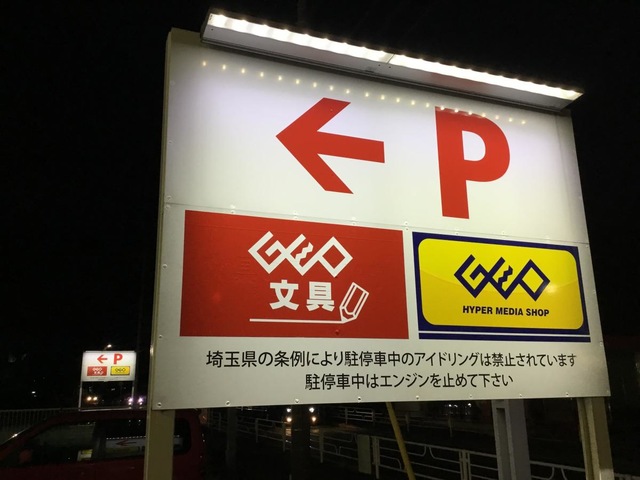 ← P
GEO
文具
GEO
HYPER MEDIA SHOP
埼玉県の条例により駐停車中のアイドリングは禁止されています
駐停車中はエンジンを止めて下さい
← P
GEO